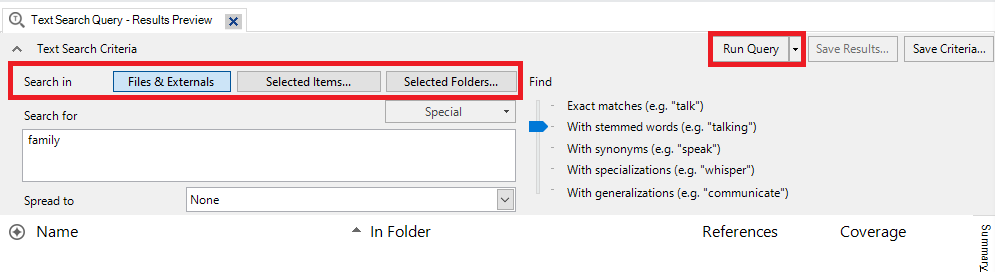 Text Search Query - Results Preview
Text Search Criteria
Run Query
Save Results...
Save Criteria...
Search in
Files & Externals
Selected Items...
Selected Folders...
Find
Search for
Special
family
Exact matches (e.g. "talk")
With stemmed words (e.g. "talking")
With synonyms (e.g. "speak")
With specializations (e.g. "whisper")
With generalizations (e.g. "communicate")
Spread to
None
Name
In Folder
References
Coverage
Summary